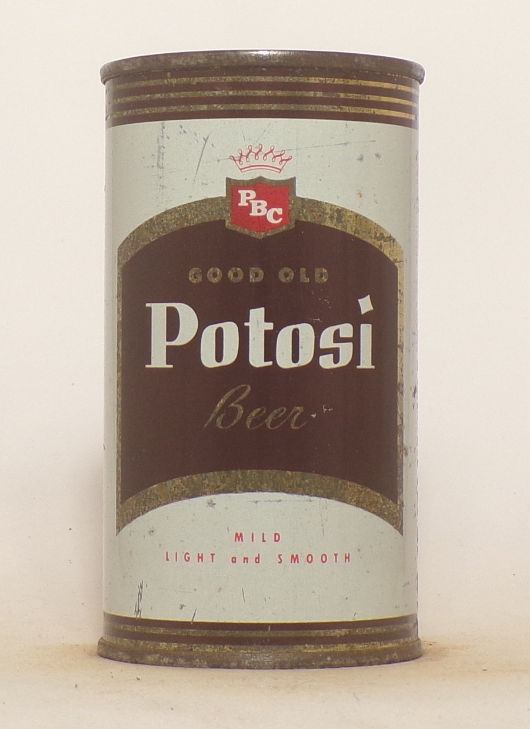 PBC
GOOD OLD
Potosi
Beer
MILD
LIGHT and SMOOTH